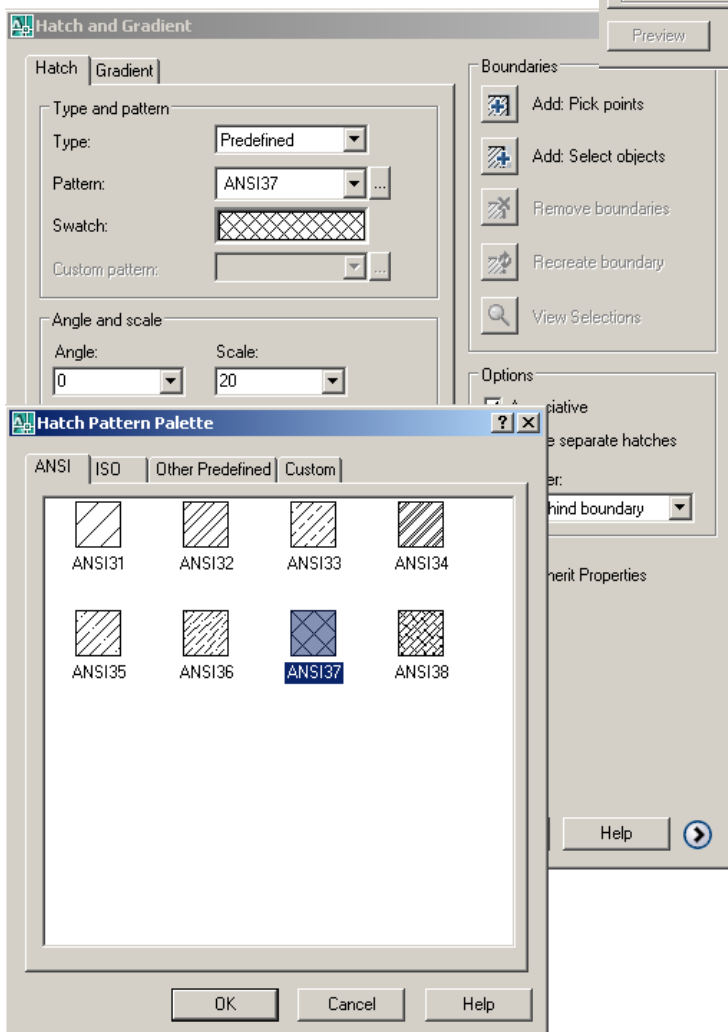 Preview
Hatch and Gradient
Hatch
Gradient
Type and pattern
Type:
Predefined
Pattern:
ANSI37
...
Swatch:
Custom pattern:
...
Angle and scale
Angle:
Scale:
0
20
Boundaries
Add: Pick points
Add: Select objects
Remove boundaries
Recreate boundary
View Selections
Options
ciative
e separate hatches
er:
hind boundary
herit Properties
Help
Hatch Pattern Palette
ANSI
ISO
Other Predefined
Custom
ANSI31 ANSI32 ANSI33 ANSI34
ANSI35 ANSI36 ANSI37 ANSI38
OK
Cancel
Help